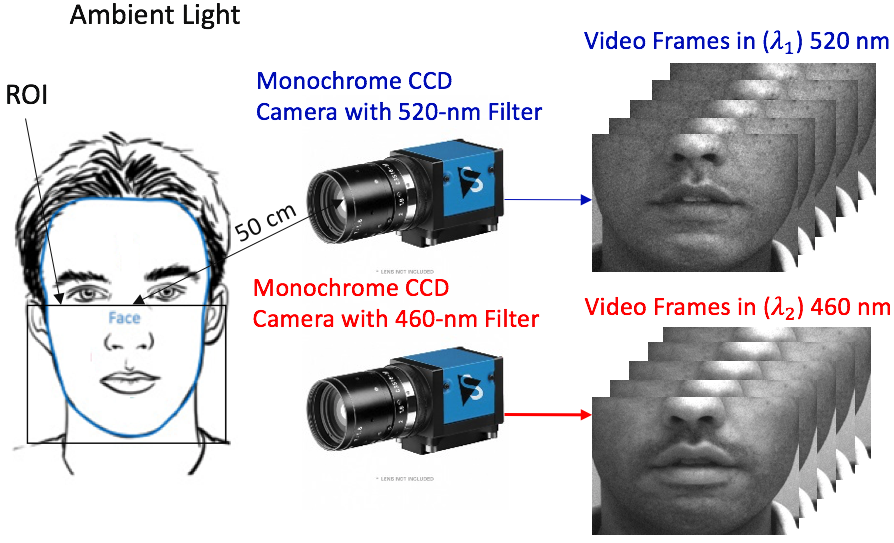 Ambient Light
Video Frames in (λ₁) 520 nm
ROI
Monochrome CCD
Camera with 520-nm Filter
50 cm
* LENS NOT INCLUDED
Monochrome CCD
Camera with 460-nm Filter
Video Frames in (λ₂) 460 nm
Face
* LENS NOT INCLUDED